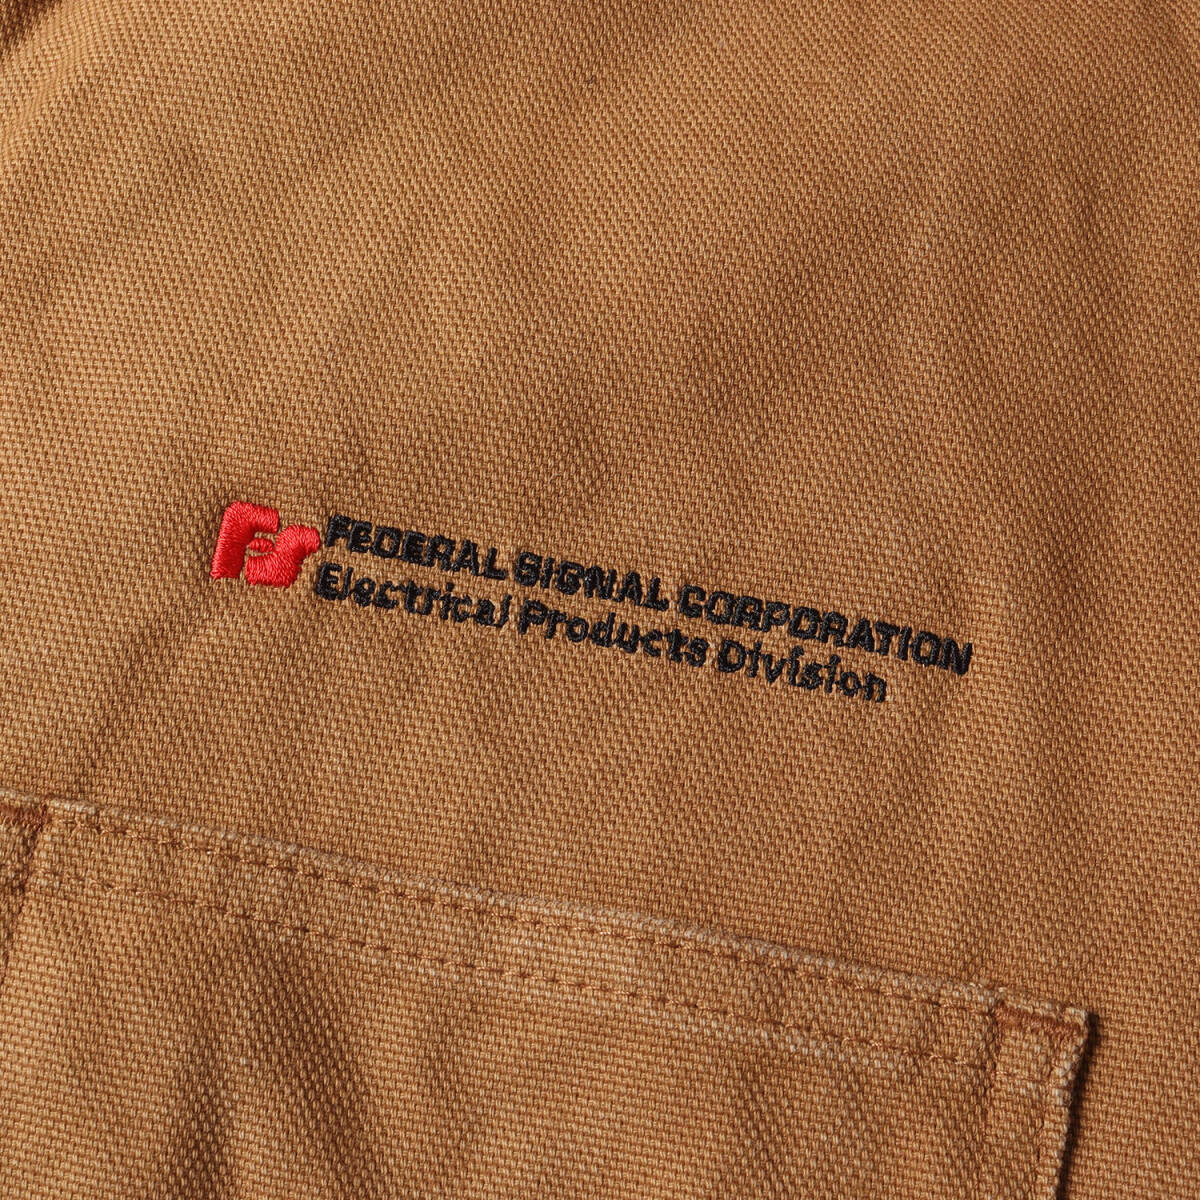 FS FEDERAL SIGNAL CORPORATION
Electrical Products Division